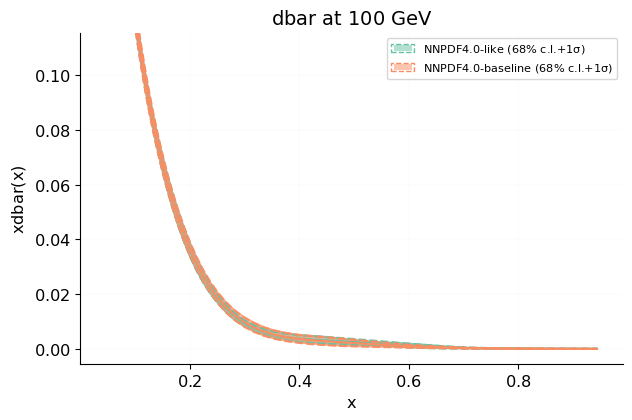 dbar at 100 GeV
NNPDF4.0-like (68% c.l.+1σ)
NNPDF4.0-baseline (68% c.l.+1σ)
xdbar(x)
0.10
0.08
0.06
0.04
0.02
0.00
0.2 0.4 0.6 0.8
x